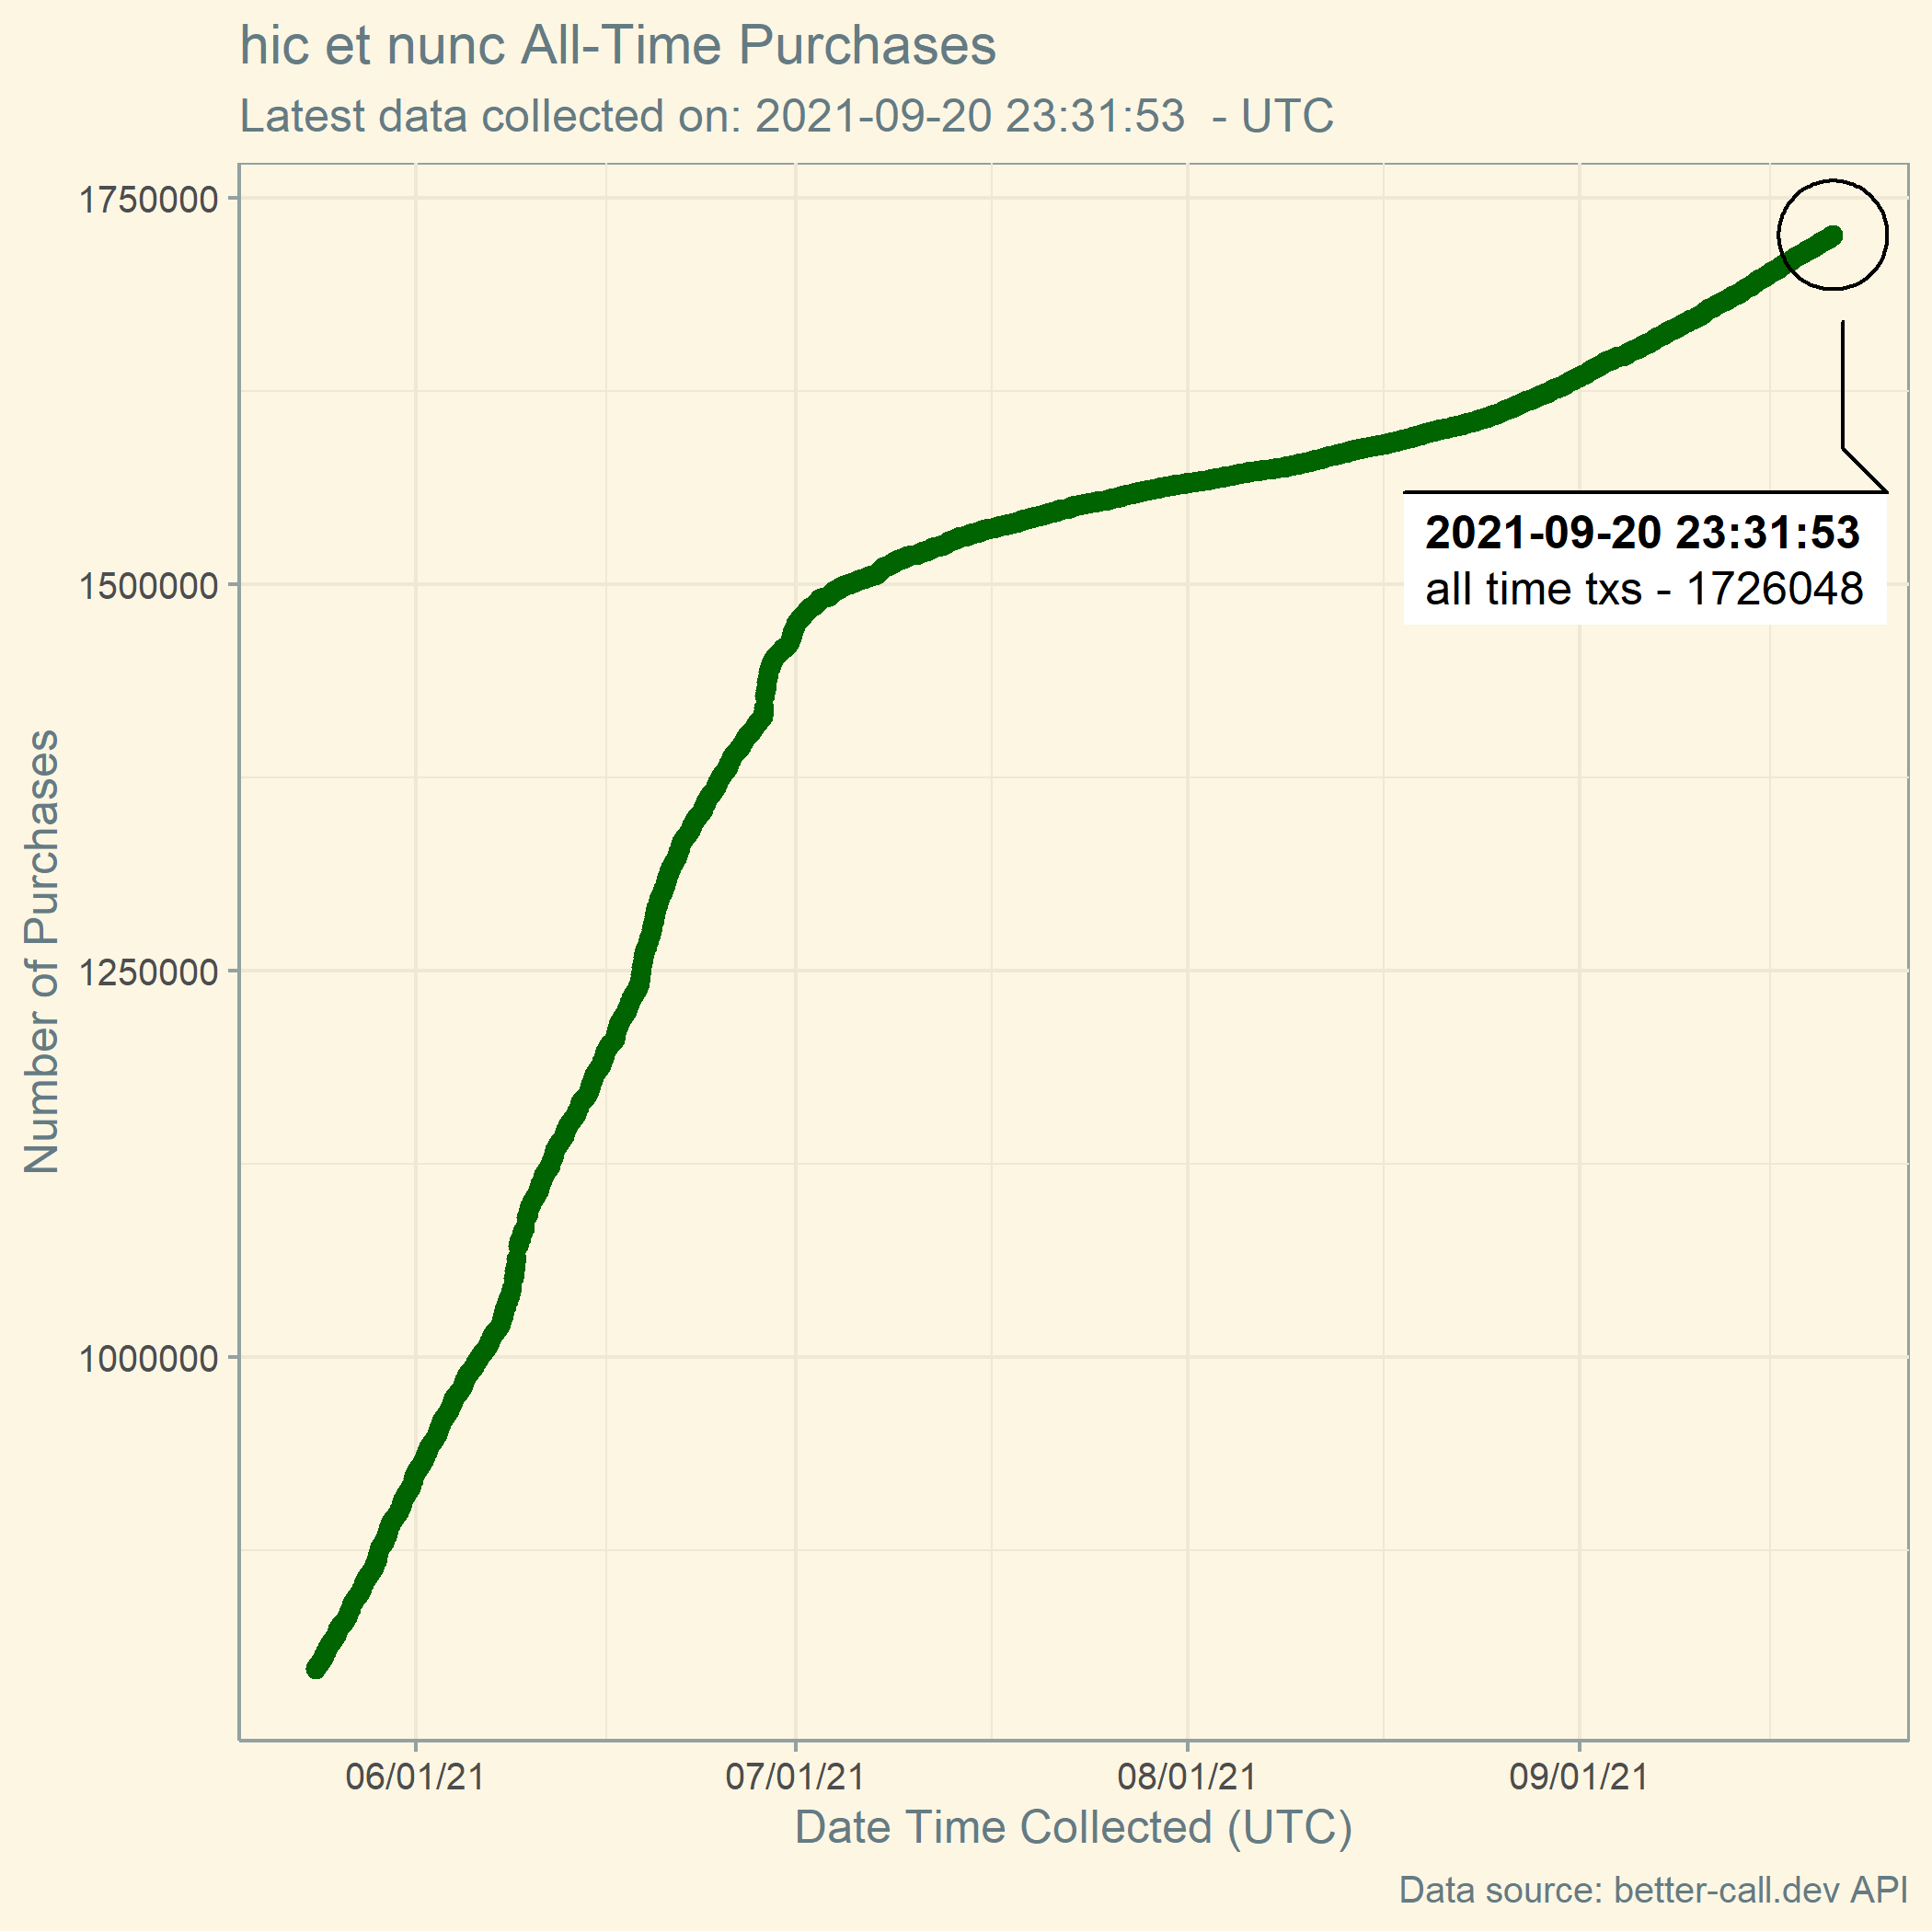 hic et nunc All-Time Purchases
Latest data collected on: 2021-09-20 23:31:53  - UTC
Number of Purchases
1750000
1500000
1250000
1000000
2021-09-20 23:31:53
all time txs - 1726048
06/01/21
07/01/21
08/01/21
09/01/21
Date Time Collected (UTC)
Data source: better-call.dev API